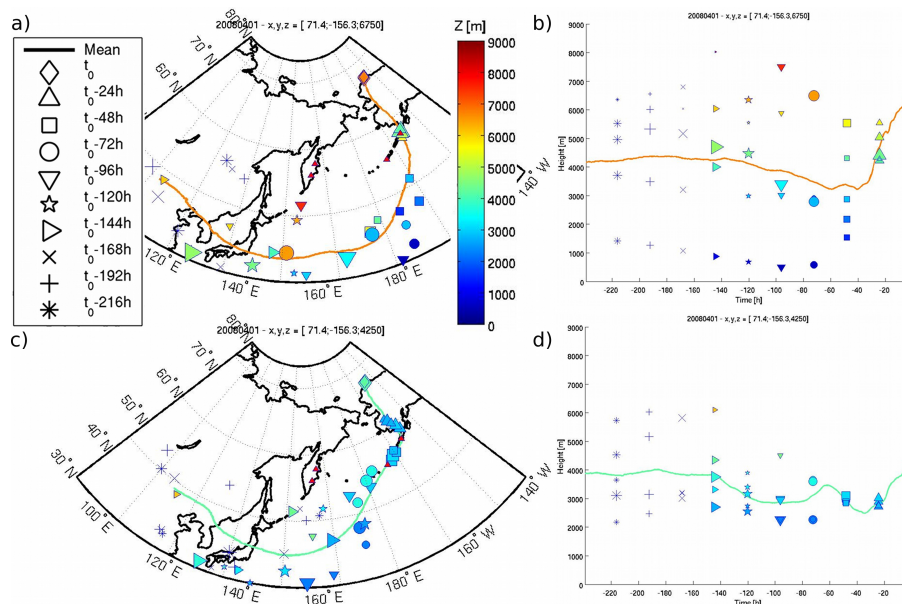 a)
20080401 - x,y,z = [ 71.4;-156.3;6750]
Mean
t0
t0-24h
t0-48h
t0-72h
t0-96h
t0-120h
t0-144h
t0-168h
t0-192h
t0-216h
80°N
70°N
60°N
120°E
140°E
160°E
180°E
140°W
Z [m]
9000
8000
7000
6000
5000
4000
3000
2000
1000
0
b)
20080401 - x,y,z = [ 71.4;-156.3;6750]
Height [m]
9000
8000
7000
6000
5000
4000
3000
2000
1000
0
-220 -200 -180 -160 -140 -120 -100 -80 -60 -40 -20
Time [h]
c)
20080401 - x,y,z = [ 71.4;-156.3;4250]
80°N
70°N
60°N
50°N
40°N
30°N
100°E
120°E
140°E
160°E
180°E
160°W
140°W
d)
20080401 - x,y,z = [ 71.4;-156.3;4250]
Height [m]
9000
8000
7000
6000
5000
4000
3000
2000
1000
0
-220 -200 -180 -160 -140 -120 -100 -80 -60 -40 -20
Time [h]